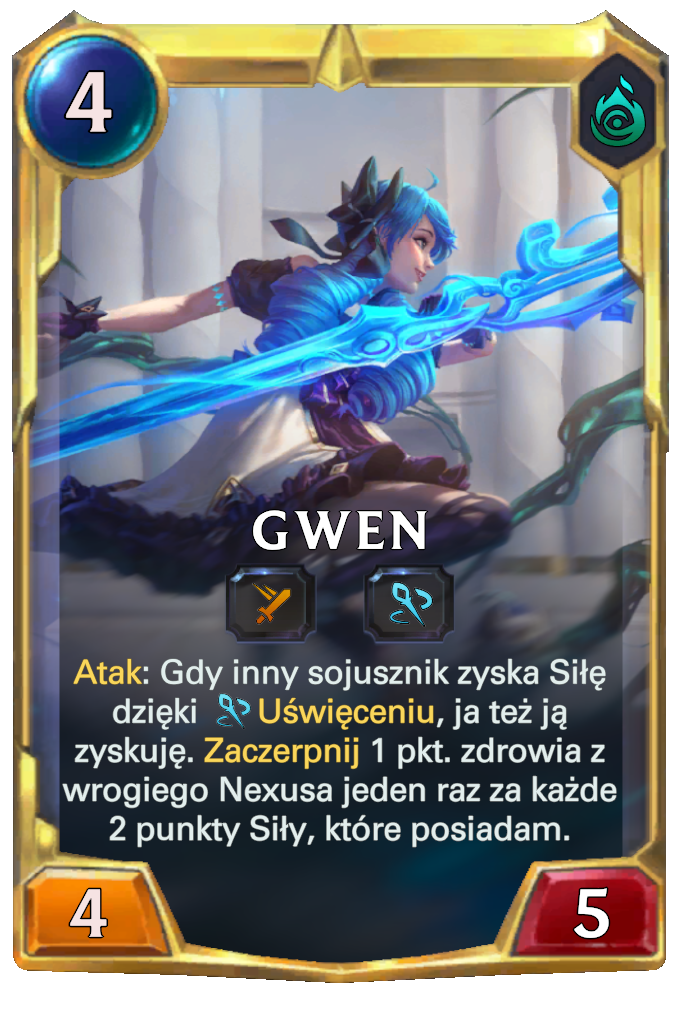 4
GWEN
Atak: Gdy inny sojusznik zyska Siłę
dzięki Uświęceniu, ja też ją
zyskuję. Zaczerpnij 1 pkt. zdrowia z
wrogiego Nexusa jeden raz za każde
2 punkty Siły, które posiadam.
4
5